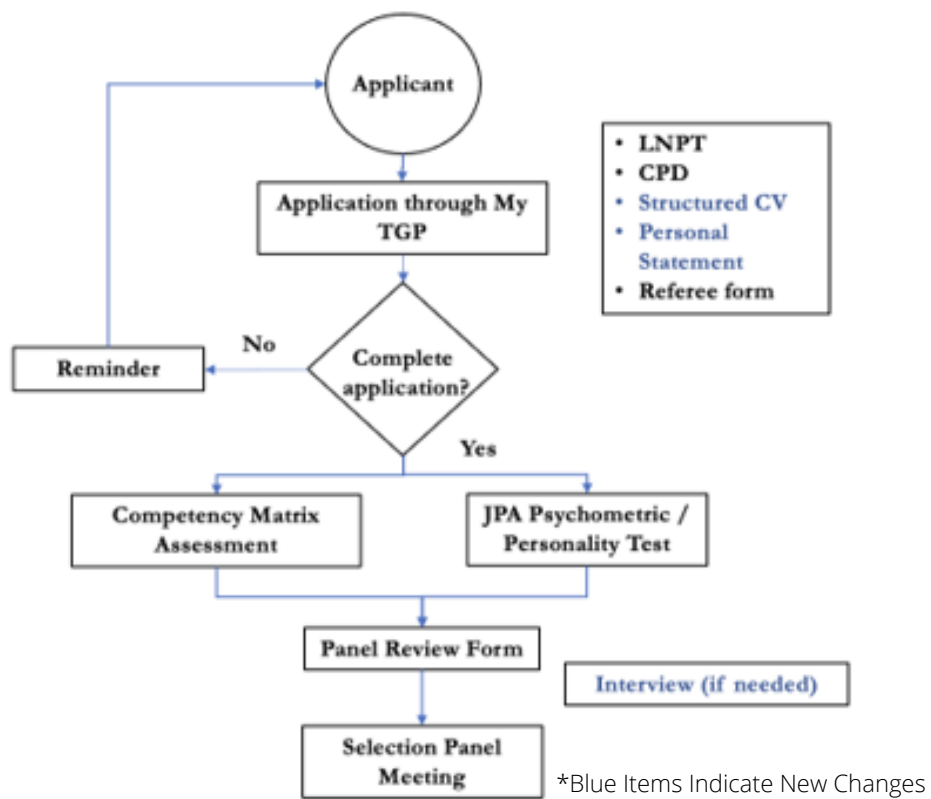 Applicant
Application through My
TGP
• LNPT
• CPD
• Structured CV
• Personal
Statement
• Referee form
No
Reminder
Complete
application?
Yes
Competency Matrix
Assessment
JPA Psychometric /
Personality Test
Panel Review Form
Interview (if needed)
Selection Panel
Meeting
*Blue Items Indicate New Changes